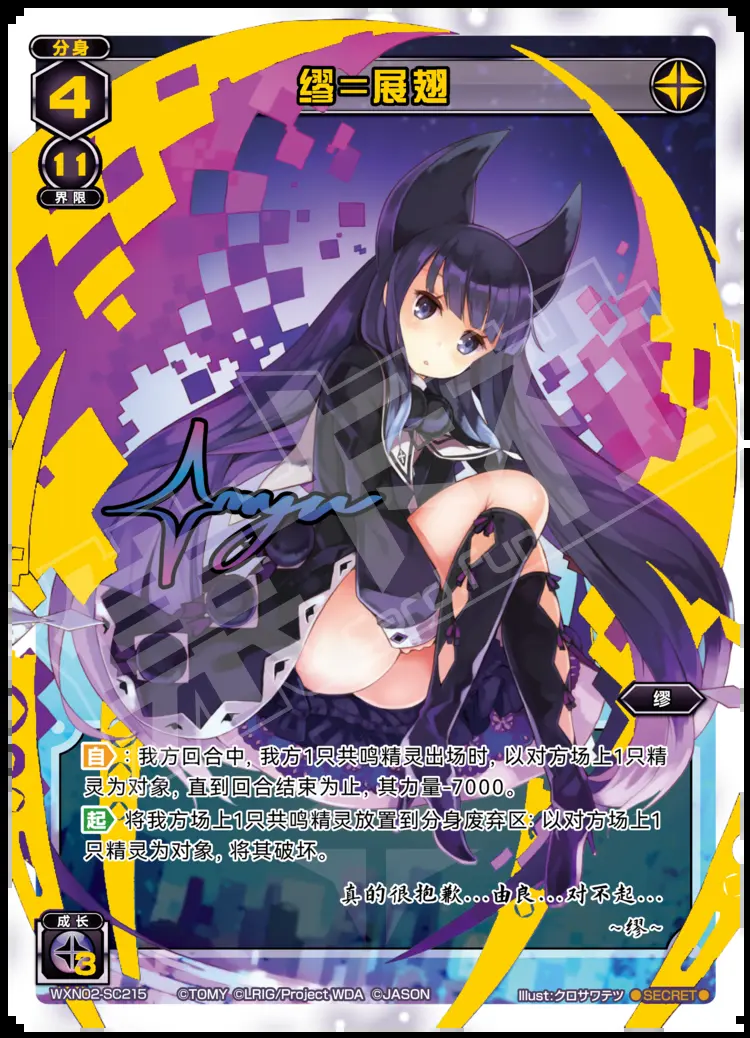 分身
4
缪=展翅
11
界限
myu
card run
缪
自：我方回合中, 我方1只共鸣精灵出场时, 以对方场上1只精
灵为对象, 直到回合结束为止, 其力量-7000。
起 将我方场上1只共鸣精灵放置到分身废弃区: 以对方场上1
只精灵为对象, 将其破坏。
真的很抱歉...由良...对不起...
~缪~
成长
3
WXN02-SC215 ©TOMY ©LRIG/Project WDA ©JASON Illust:クロサワテツ SECRET